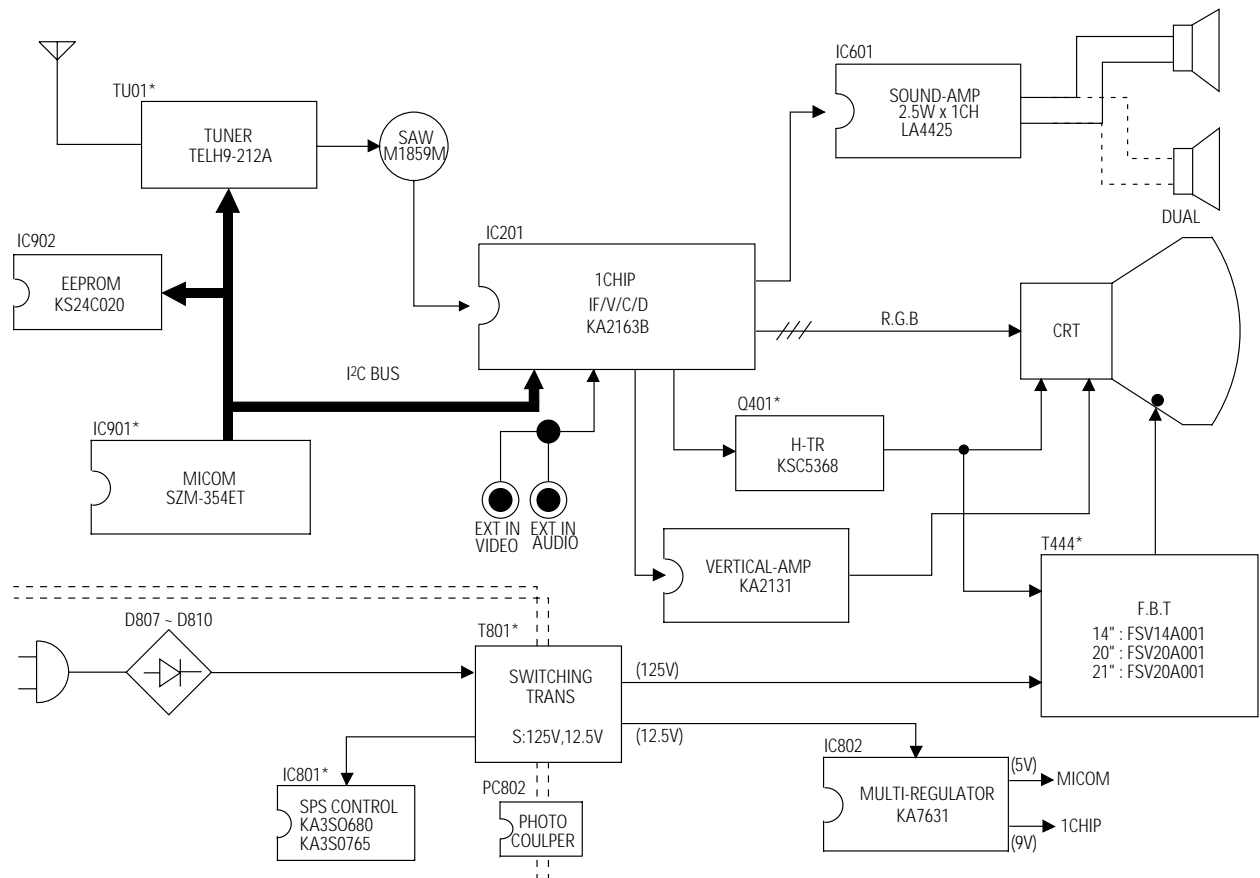 TU01*
TUNER
TELH9-212A
SAW
M1859M
IC601
SOUND-AMP
2.5W x 1CH
LA4425
DUAL
IC902
EEPROM
KS24C020
IC201
1CHIP
IF/V/C/D
KA2163B
R.G.B
CRT
I²C BUS
IC901*
MICOM
SZM-354ET
EXT IN
VIDEO
EXT IN
AUDIO
Q401*
H-TR
KSC5368
VERTICAL-AMP
KA2131
T444*
F.B.T
14" : FSV14A001
20" : FSV20A001
21" : FSV20A001
D807 ~ D810
T801*
SWITCHING
TRANS
S:125V,12.5V
(125V)
(12.5V)
IC801*
SPS CONTROL
KA3SO680
KA3S0765
PC802
PHOTO
COULPER
IC802
MULTI-REGULATOR
KA7631
(5V)
MICOM
1CHIP
(9V)